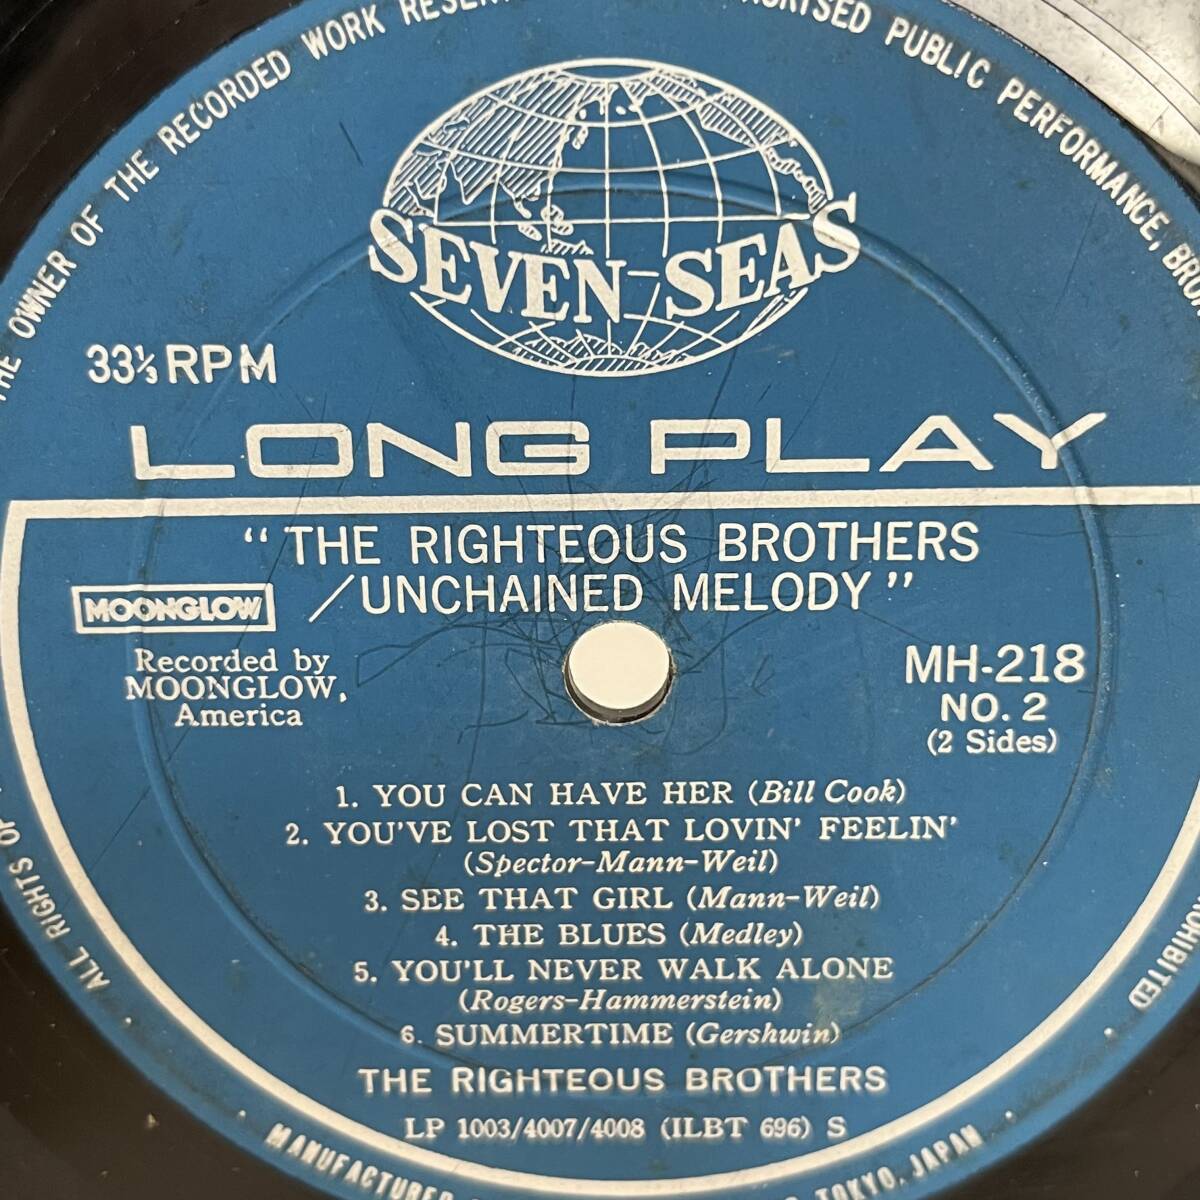 THE OWNER OF THE RECORDED WORK
PUBLIC PERFORMANCE,
SEVEN SEAS
33⅓ RPM
LONG PLAY
"THE RIGHTEOUS BROTHERS
/UNCHAINED MELODY"
MOONGLOW
Recorded by
MOONGLOW,
America
MH-218
NO. 2
(2 Sides)
1. YOU CAN HAVE HER (Bill Cook)
2. YOU'VE LOST THAT LOVIN' FEELIN'
(Spector-Mann-Weil)
3. SEE THAT GIRL (Mann-Weil)
4. THE BLUES (Medley)
5. YOU'LL NEVER WALK ALONE
(Rogers-Hammerstein)
6. SUMMERTIME (Gershwin)
THE RIGHTEOUS BROTHERS
LP 1003/4007/4008 (ILBT 696) S
ALL RIGHTS OF
MANUFACTURED
TOKYO, JAPAN